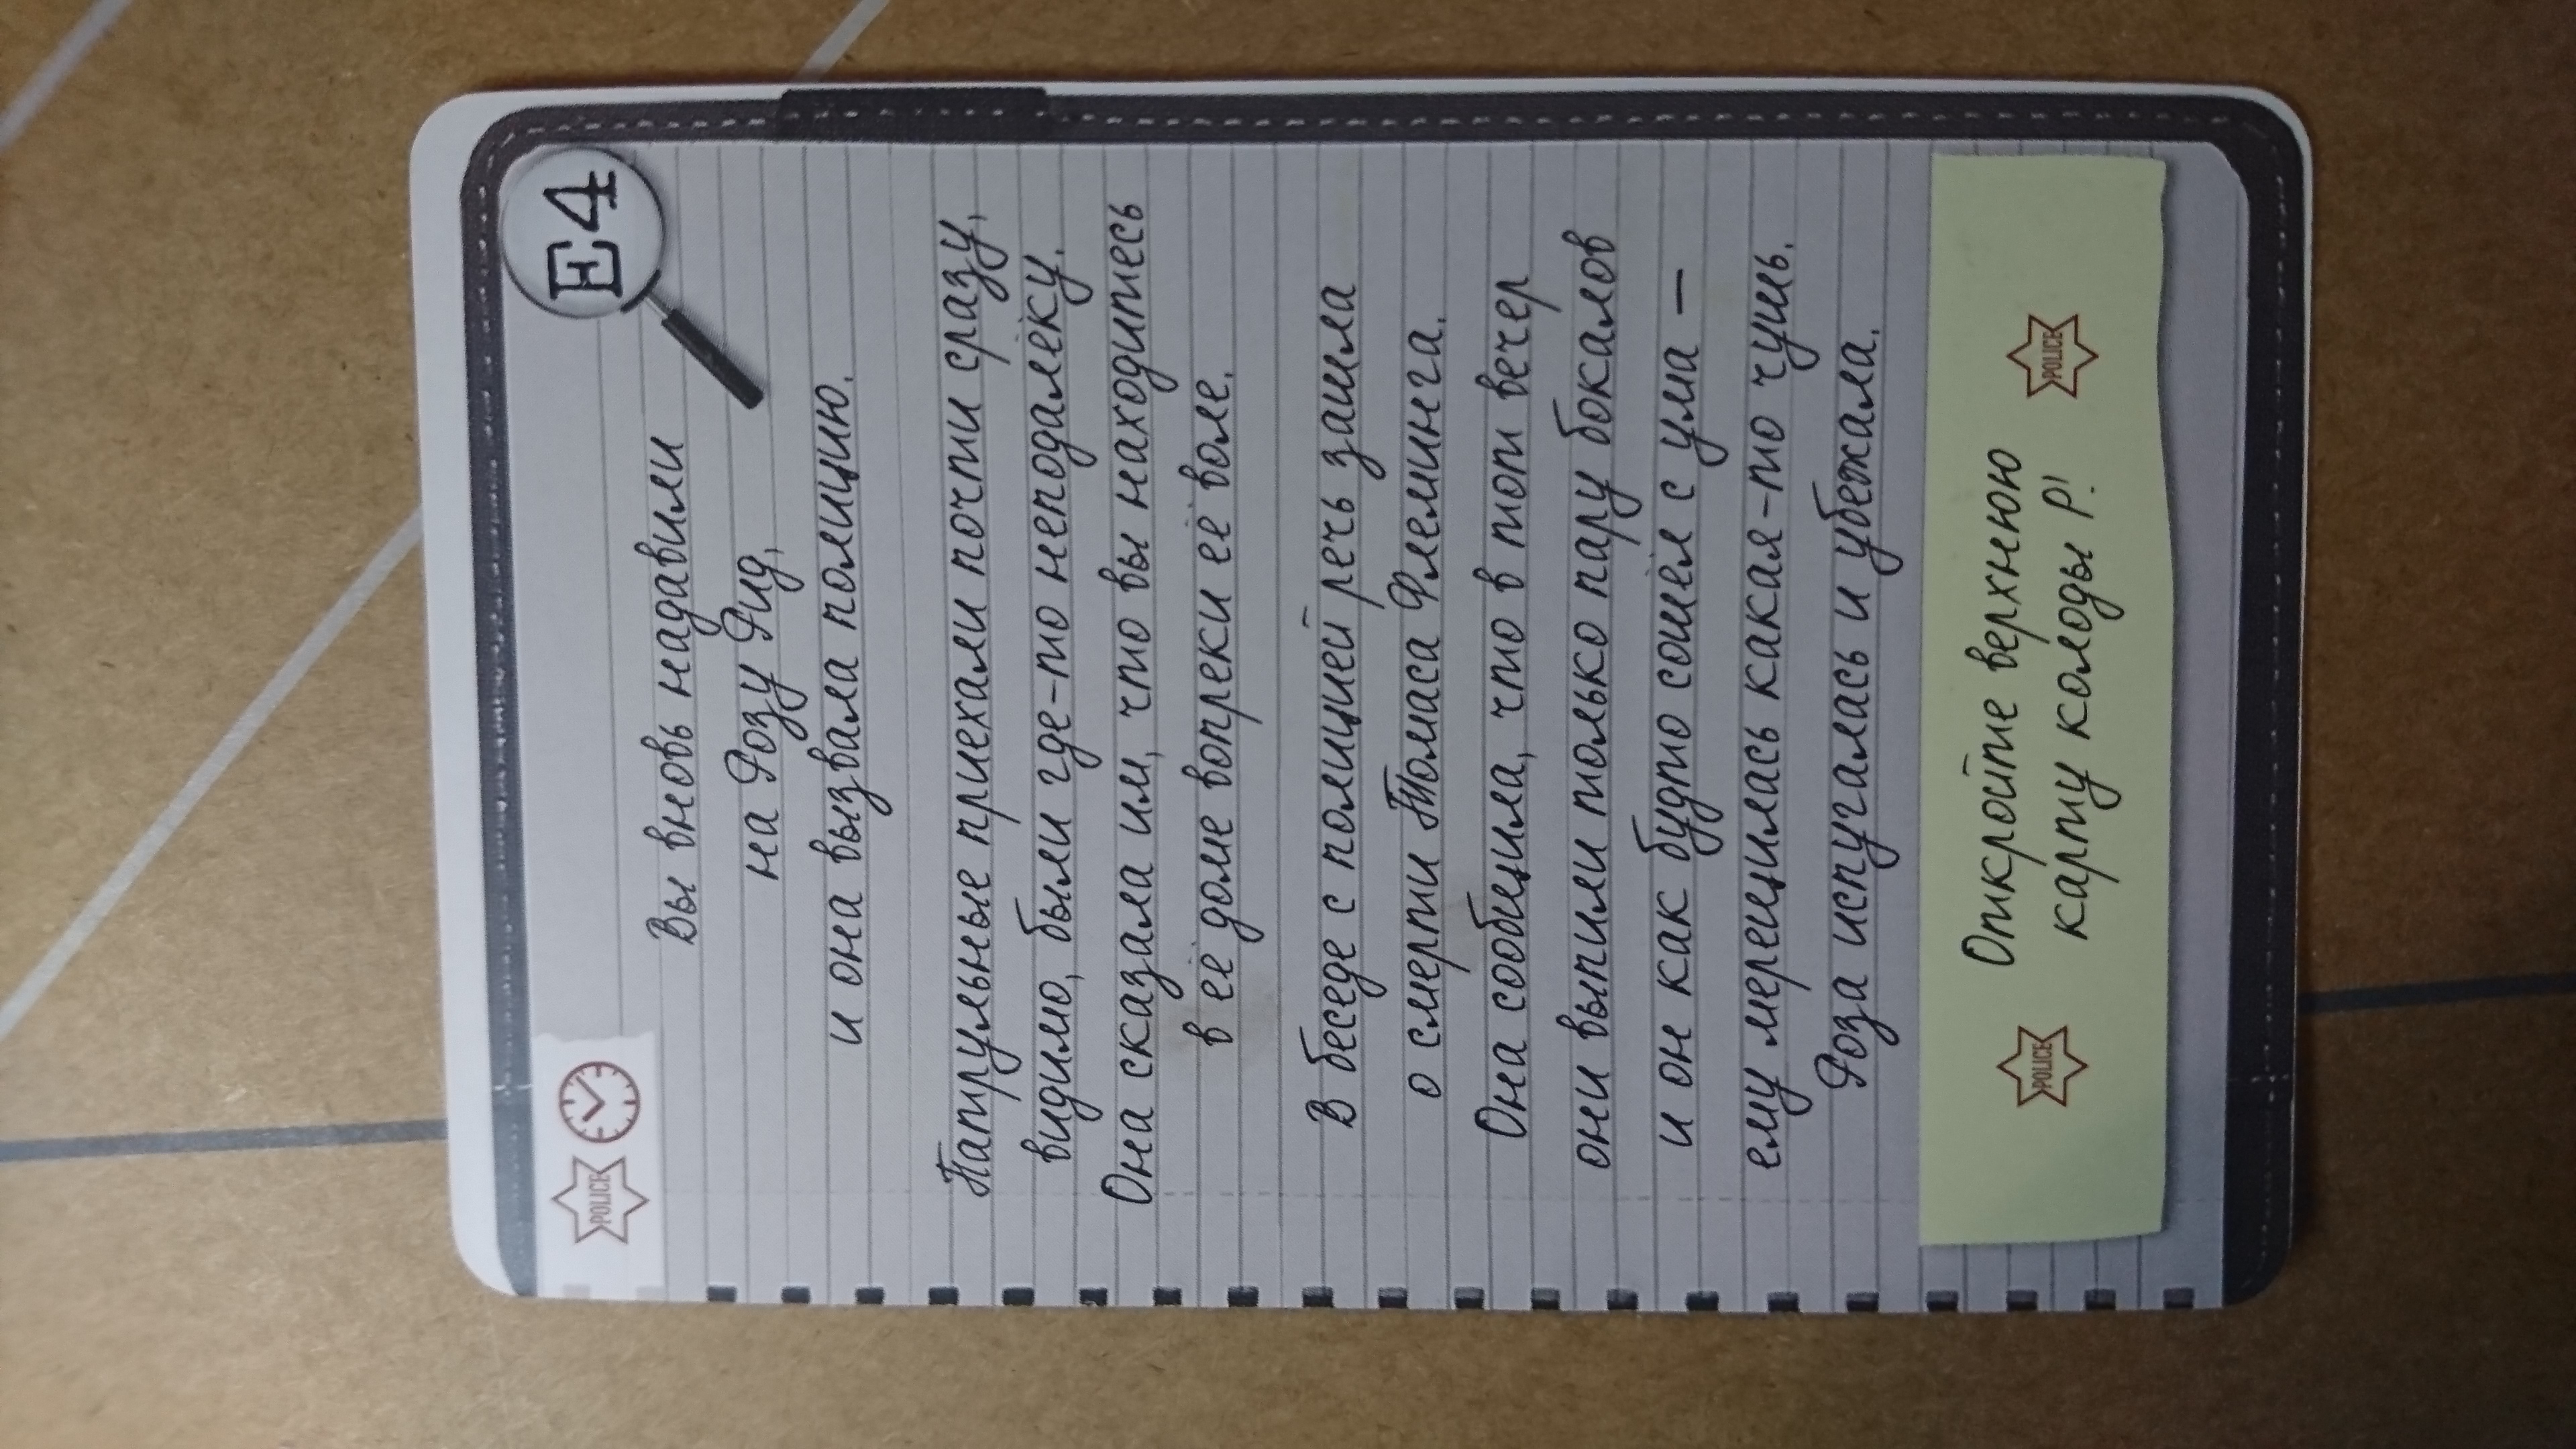 POLICE
E4
Вы вновь надавили
на Розу Рид,
и она вызвала полицию.
Патрульные приехали почти сразу,
видимо, были где-то неподалёку.
Она сказала им, что вы находитесь
в её доме вопреки её воле.
В беседе с полицией речь зашла
о смерти Томаса Флеминга.
Она сообщила, что в тот вечер
они выпили только пару бокалов
и он как будто сошёл с ума —
ему мерещилась какая-то чушь.
Роза испугалась и убежала.
Откройте верхнюю
POLICE карту колоды Р! POLICE